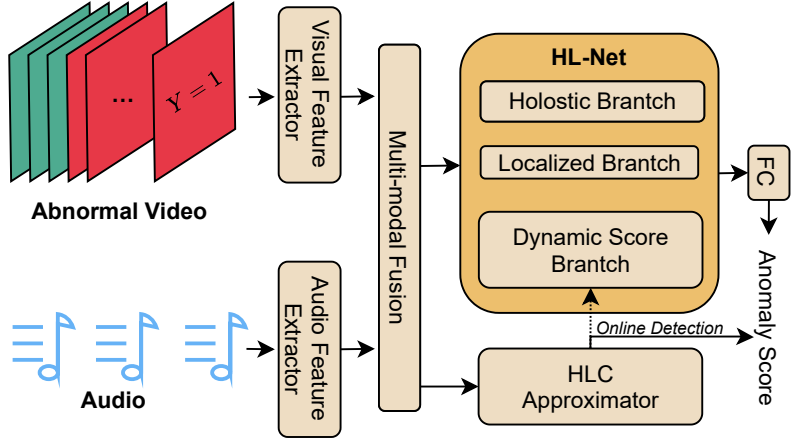 ...
Y = 1
Abnormal Video
Audio
Visual Feature
Extractor
Audio Feature
Extractor
Multi-modal Fusion
HL-Net
Holostic Brantch
Localized Brantch
Dynamic Score
Brantch
Online Detection
HLC
Approximator
FC
Anomaly Score